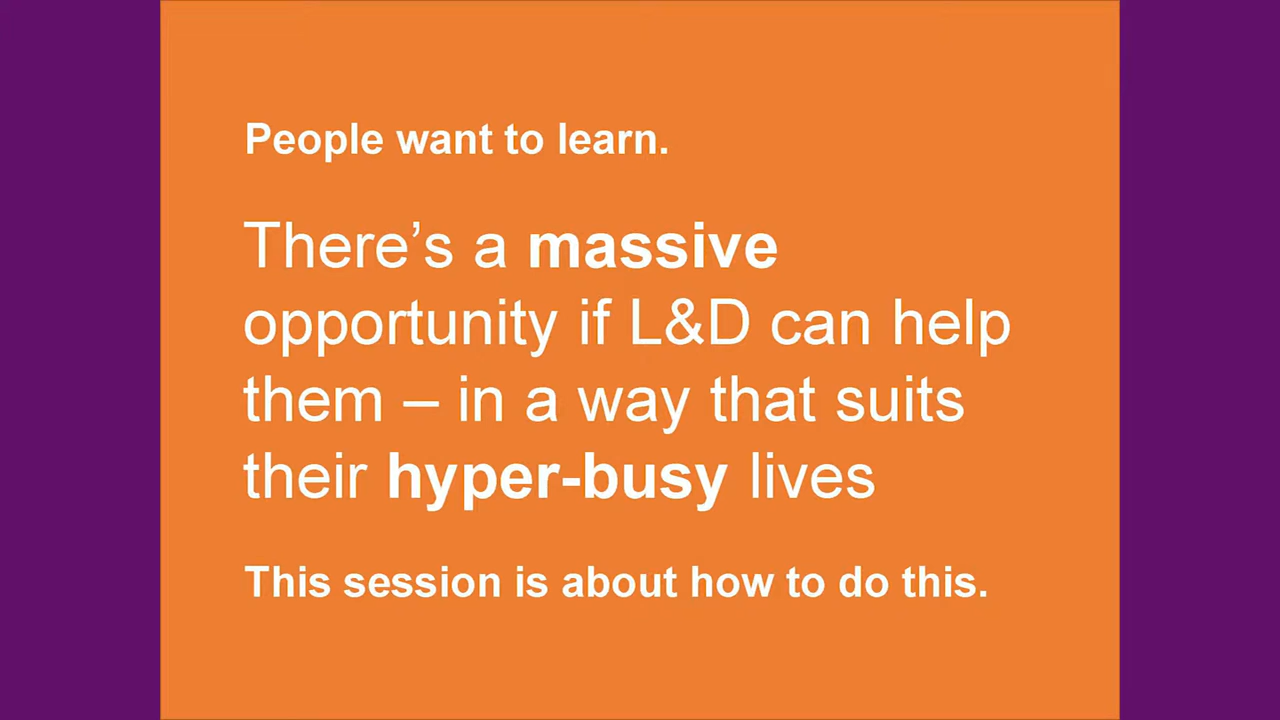 People want to learn.
There’s a massive
opportunity if L&D can help
them – in a way that suits
their hyper-busy lives
This session is about how to do this.